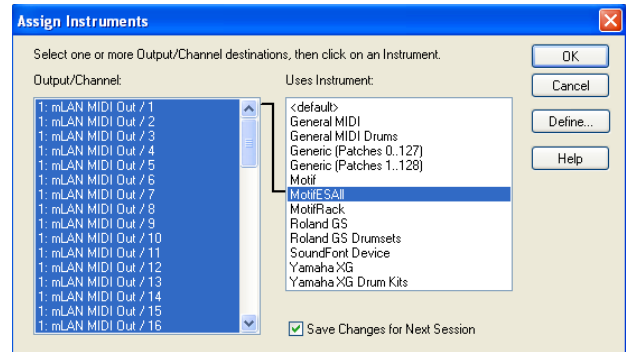 Assign Instruments
Select one or more Output/Channel destinations, then click on an Instrument.
Output/Channel:
1: mLAN MIDI Out / 1
1: mLAN MIDI Out / 2
1: mLAN MIDI Out / 3
1: mLAN MIDI Out / 4
1: mLAN MIDI Out / 5
1: mLAN MIDI Out / 6
1: mLAN MIDI Out / 7
1: mLAN MIDI Out / 8
1: mLAN MIDI Out / 9
1: mLAN MIDI Out / 10
1: mLAN MIDI Out / 11
1: mLAN MIDI Out / 12
1: mLAN MIDI Out / 13
1: mLAN MIDI Out / 14
1: mLAN MIDI Out / 15
1: mLAN MIDI Out / 16
Uses Instrument:
<default>
General MIDI
General MIDI Drums
Generic (Patches 0..127)
Generic (Patches 1..128)
Motif
MotifESAll
MotifRack
Roland GS
Roland GS Drumsets
SoundFont Device
Yamaha XG
Yamaha XG Drum Kits
Save Changes for Next Session
OK
Cancel
Define...
Help